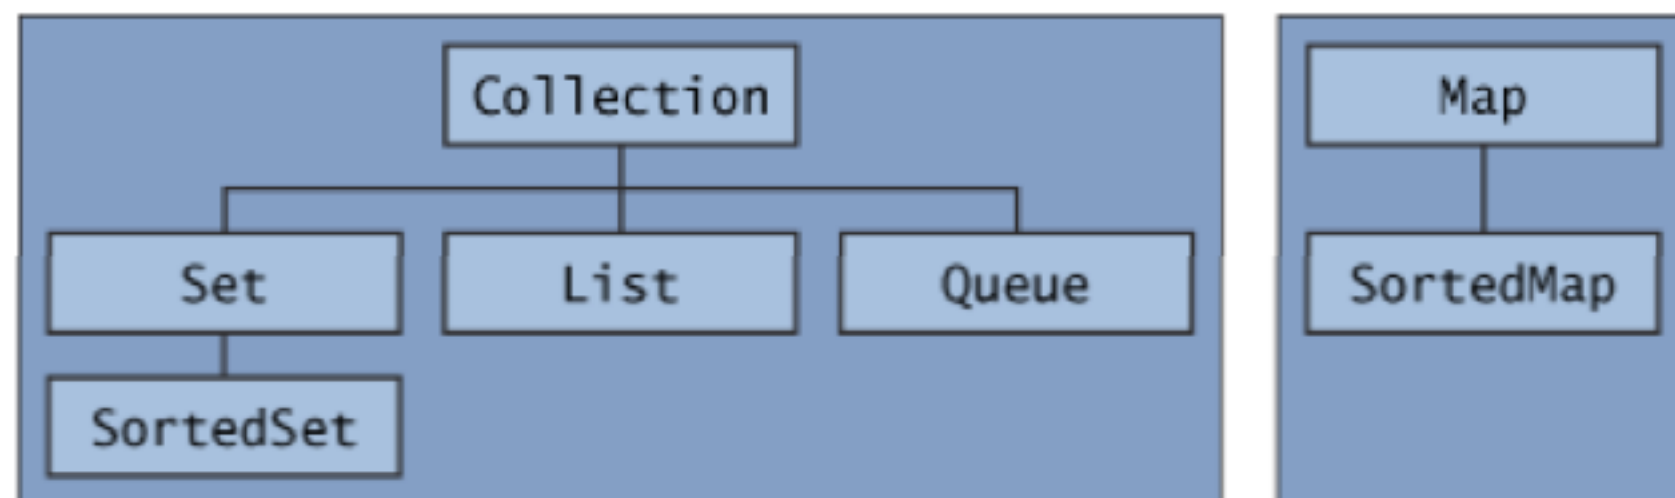 Collection
Map
Set
List
Queue
SortedMap
SortedSet